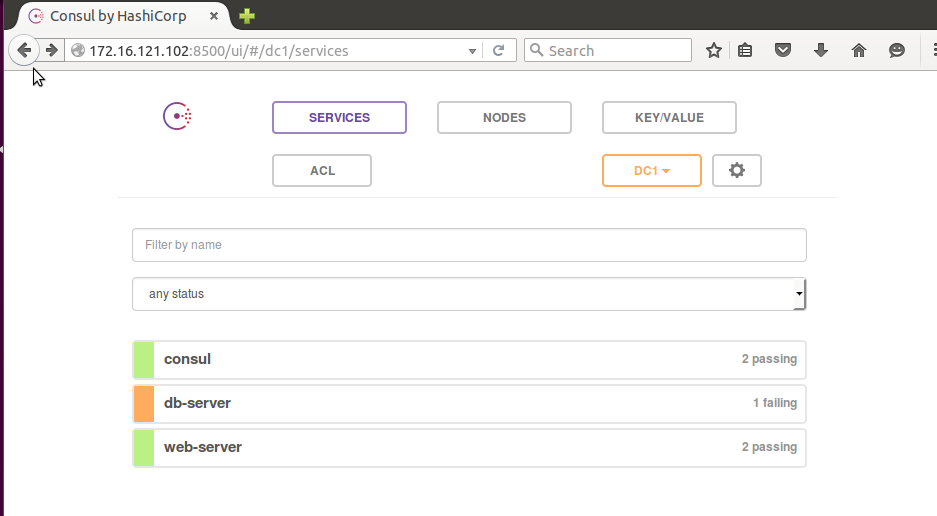 Consul by HashiCorp
172.16.121.102:8500/ui/#/dc1/services
Search
SERVICES NODES KEY/VALUE
ACL DC1
Filter by name
any status
consul 2 passing
db-server 1 failing
web-server 2 passing